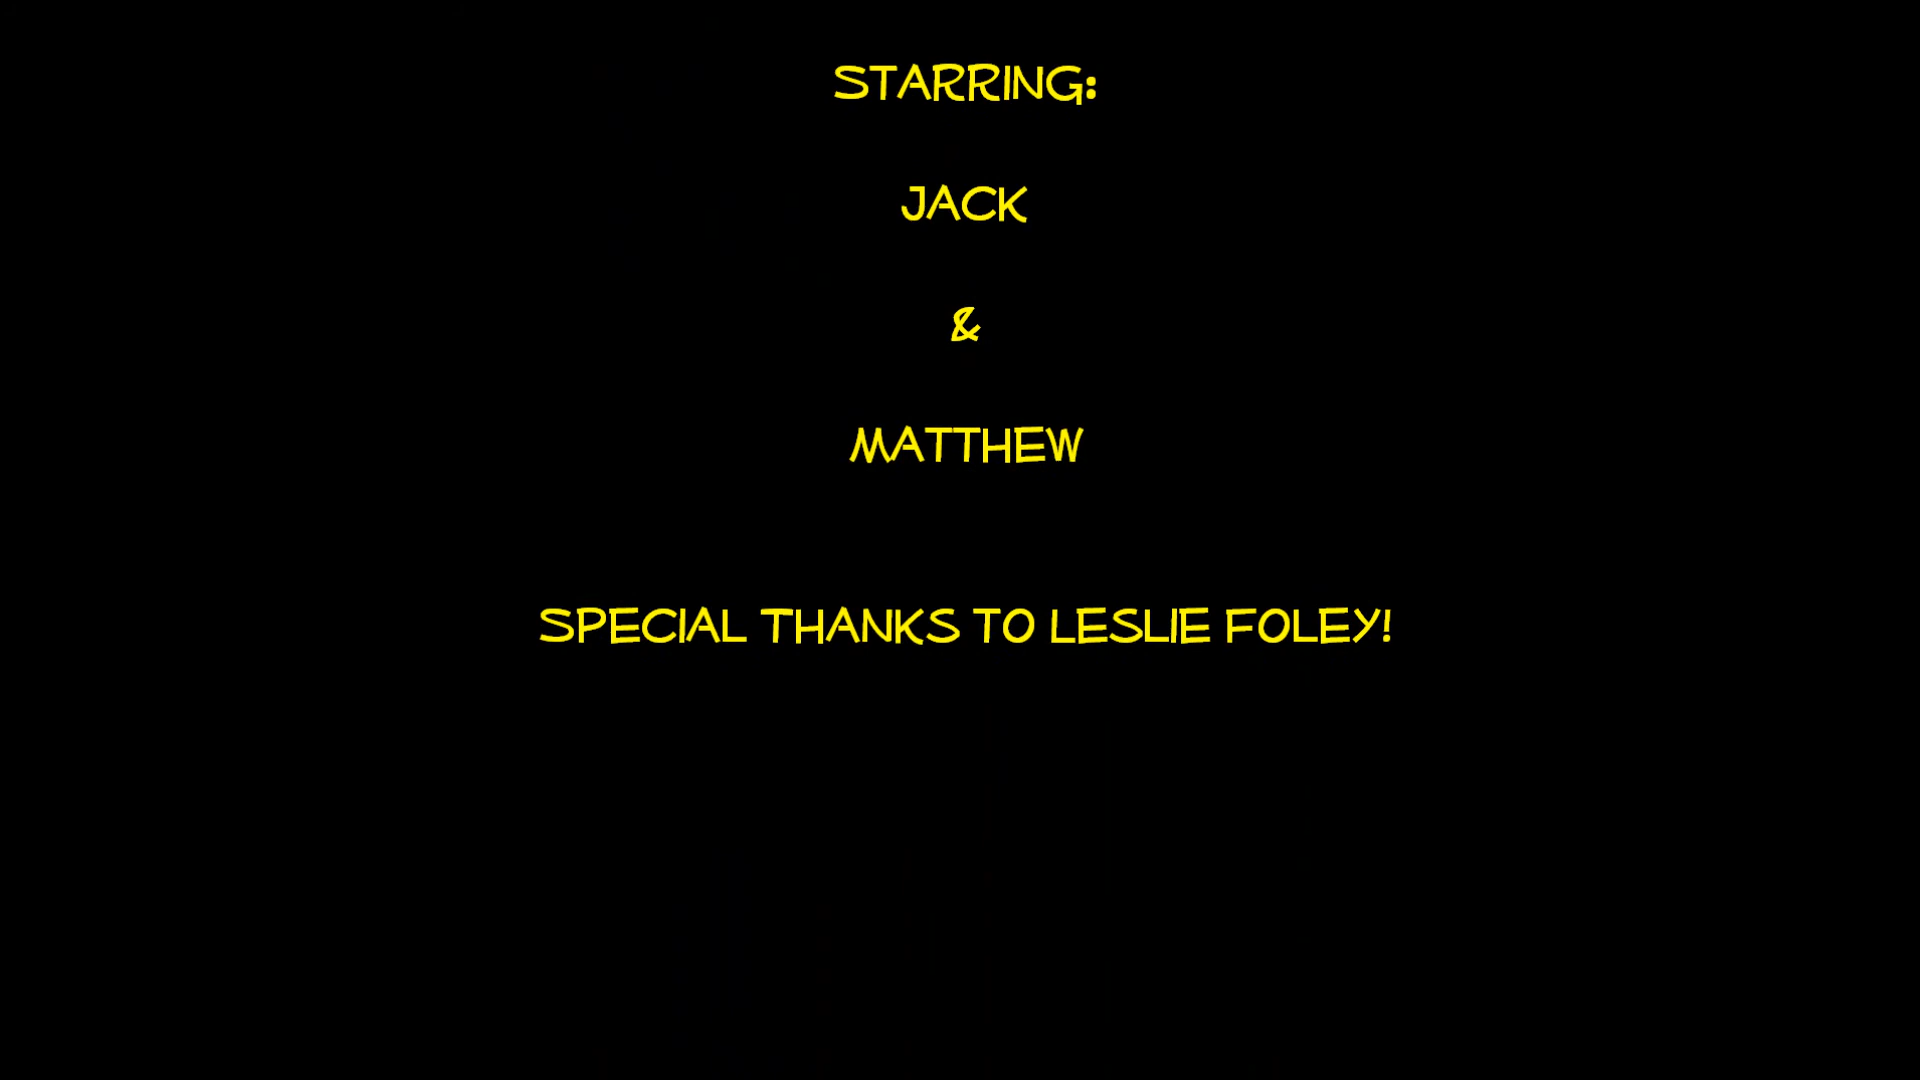 STARRING:
JACK
&
MATTHEW
SPECIAL THANKS TO LESLIE FOLEY!